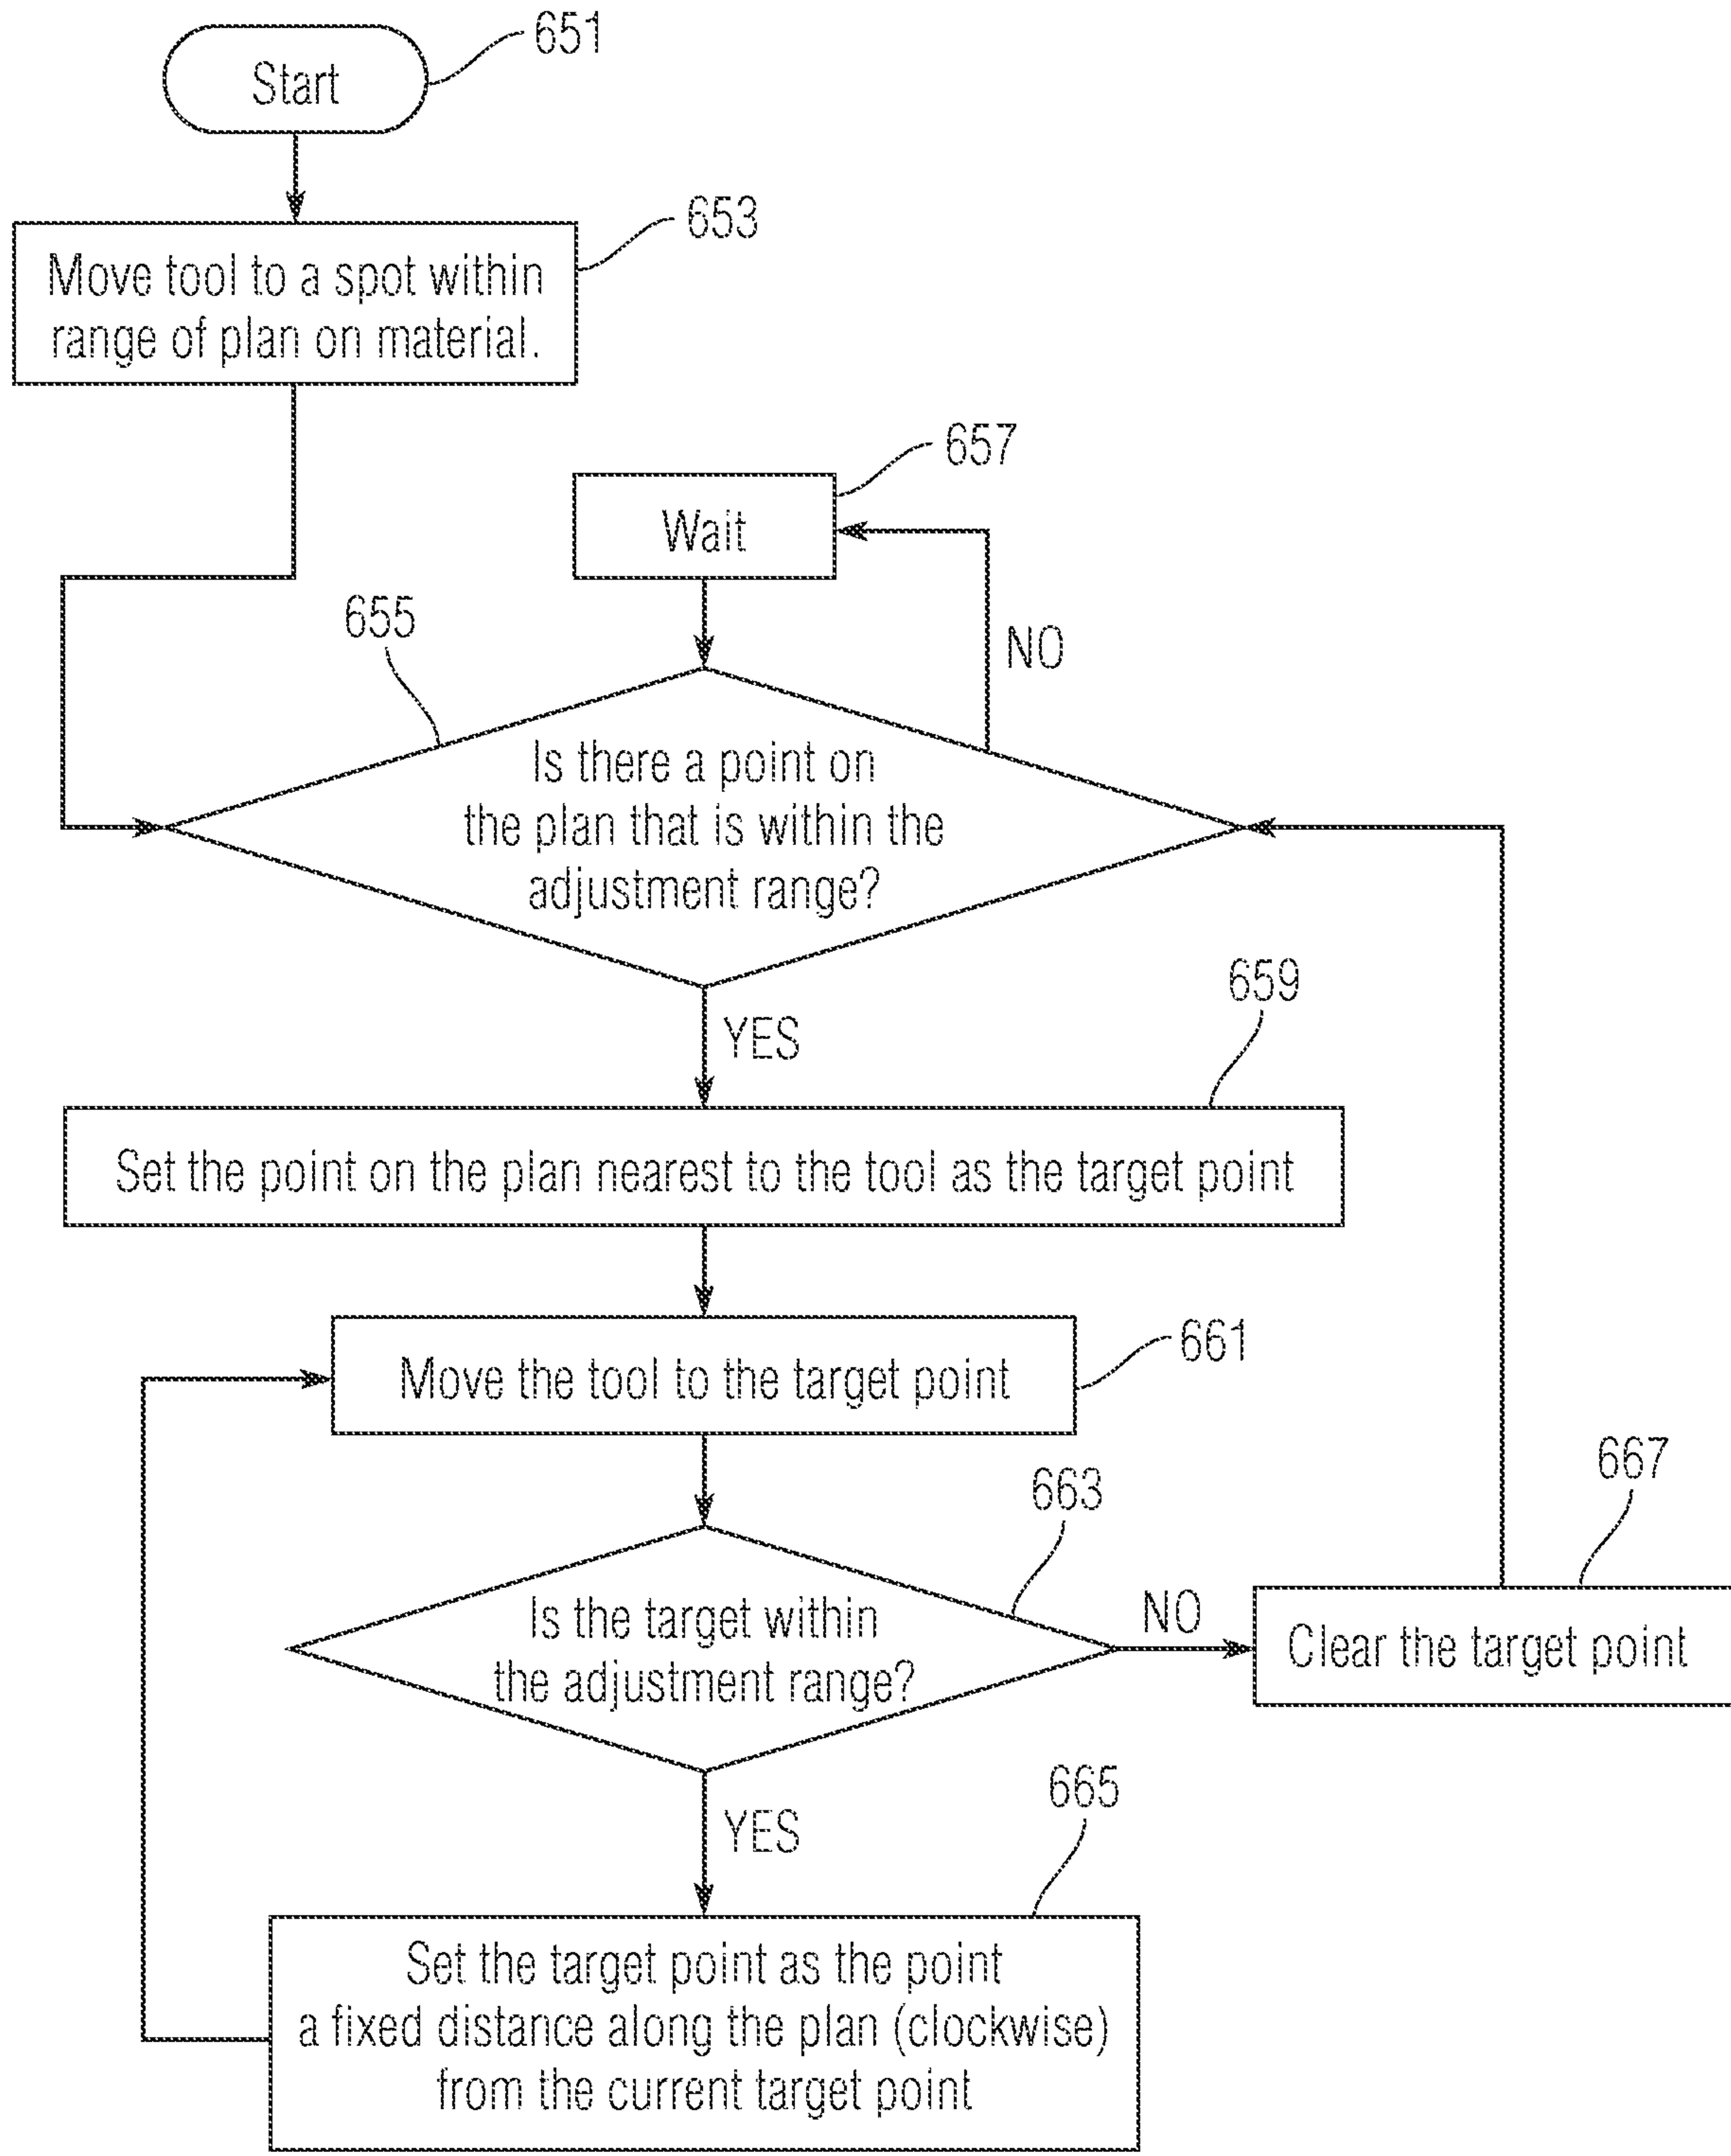 651
Start
653
Move tool to a spot within
range of plan on material.
657
Wait
655
NO
Is there a point on
the plan that is within the
adjustment range?
659
YES
Set the point on the plan nearest to the tool as the target point
661
Move the tool to the target point
667
663
NO
Is the target within
the adjustment range?
Clear the target point
665
YES
Set the target point as the point
a fixed distance along the plan (clockwise)
from the current target point